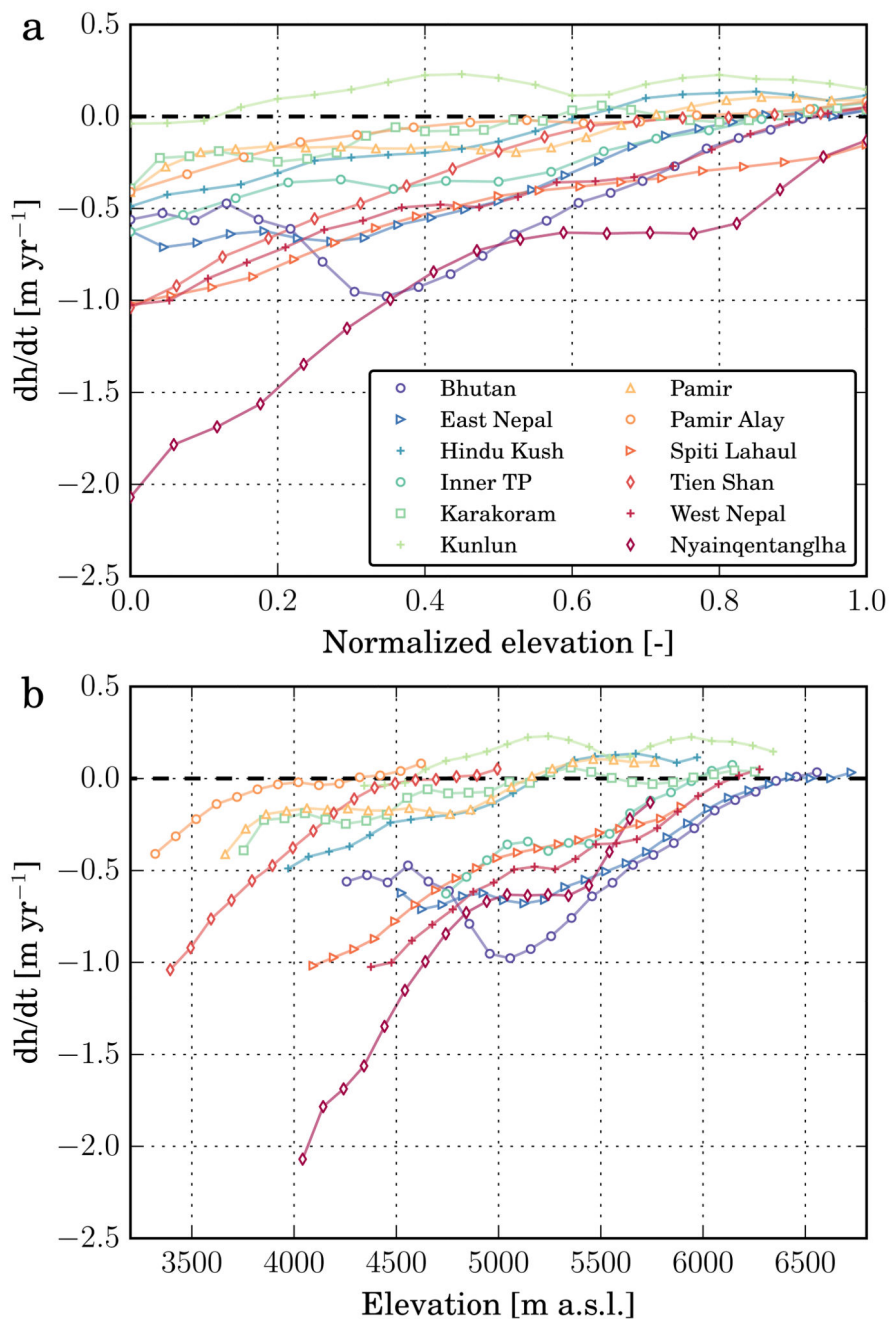 a
0.5
0.0
−0.5
−1.0
−1.5
−2.0
−2.5
dh/dt [m yr⁻¹]
Bhutan
East Nepal
Hindu Kush
Inner TP
Karakoram
Kunlun
Pamir
Pamir Alay
Spiti Lahaul
Tien Shan
West Nepal
Nyainqentanglha
0.0 0.2 0.4 0.6 0.8 1.0
Normalized elevation [-]
b
0.5
0.0
−0.5
−1.0
−1.5
−2.0
−2.5
dh/dt [m yr⁻¹]
3500 4000 4500 5000 5500 6000 6500
Elevation [m a.s.l.]